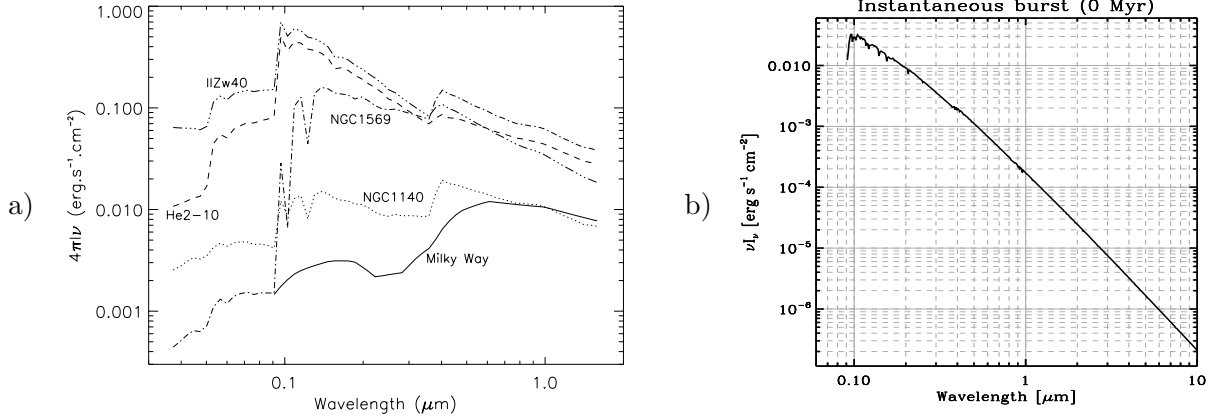 a)
4πIν (erg.s⁻¹.cm⁻²)
1.000
0.100
0.010
0.001
IIZw40
He2−10
NGC1569
NGC1140
Milky Way
0.1
1.0
Wavelength (μm)
b)
Instantaneous burst (0 Myr)
νIᵥ [erg s⁻¹ cm⁻²]
0.010
10⁻³
10⁻⁴
10⁻⁵
10⁻⁶
0.10
1
10
Wavelength [μm]